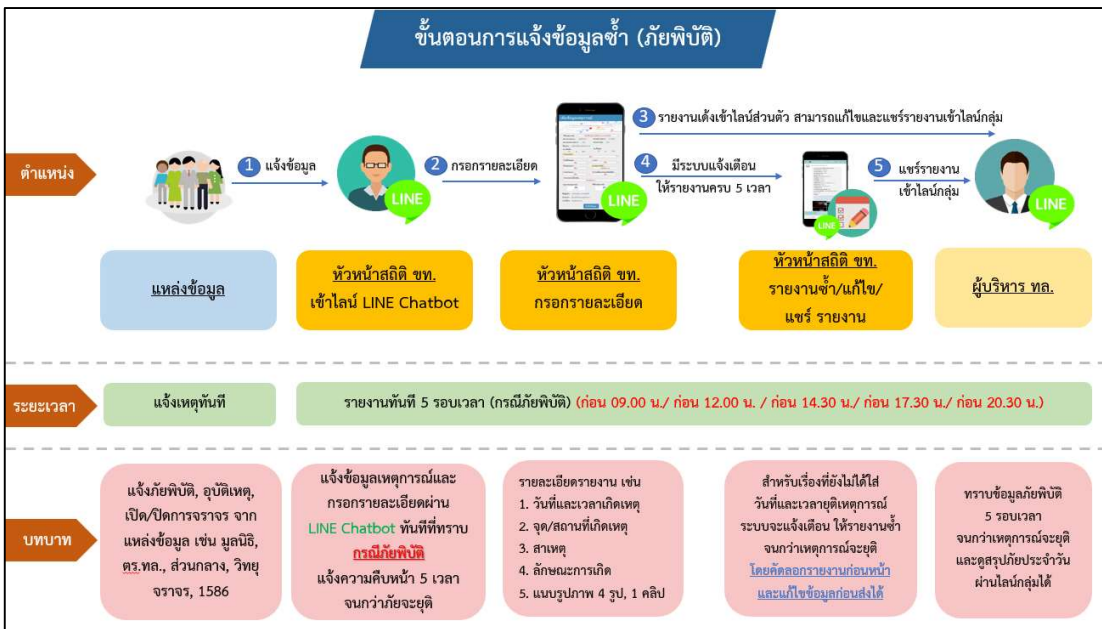 ขั้นตอนการแจ้งข้อมูลซ้ำ (ภัยพิบัติ)
ตำแหน่ง
1 แจ้งข้อมูล
LINE
2 กรอกรายละเอียด
LINE
3 รายงานเด้งเข้าไลน์ส่วนตัว สามารถแก้ไขและแชร์รายงานเข้าไลน์กลุ่ม
4 มีระบบแจ้งเตือน
ให้รายงานครบ 5 เวลา
LINE
5 แชร์รายงาน
เข้าไลน์กลุ่ม
LINE
แหล่งข้อมูล
หัวหน้าสถิติ ขท.
เข้าไลน์ LINE Chatbot
หัวหน้าสถิติ ขท.
กรอกรายละเอียด
หัวหน้าสถิติ ขท.
รายงานซ้ำ/แก้ไข/
แชร์ รายงาน
ผู้บริหาร ทล.
ระยะเวลา
แจ้งเหตุทันที
รายงานทันที 5 รอบเวลา (กรณีภัยพิบัติ) (ก่อน 09.00 น./ ก่อน 12.00 น. / ก่อน 14.30 น./ ก่อน 17.30 น./ ก่อน 20.30 น.)
บทบาท
แจ้งภัยพิบัติ, อุบัติเหตุ,
เปิด/ปิดการจราจร จาก
แหล่งข้อมูล เช่น มูลนิธิ,
ตร.ทล., ส่วนกลาง, วิทยุ
จราจร, 1586
แจ้งข้อมูลเหตุการณ์และ
กรอกรายละเอียดผ่าน
LINE Chatbot ทันทีที่ทราบ
กรณีภัยพิบัติ
แจ้งความคืบหน้า 5 เวลา
จนกว่าภัยจะยุติ
รายละเอียดรายงาน เช่น
1. วันที่และเวลาเกิดเหตุ
2. จุด/สถานที่เกิดเหตุ
3. สาเหตุ
4. ลักษณะการเกิด
5. แนบรูปภาพ 4 รูป, 1 คลิป
สำหรับเรื่องที่ยังไม่ได้ใส่
วันที่และเวลายุติเหตุการณ์
ระบบจะแจ้งเตือน ให้รายงานซ้ำ
จนกว่าเหตุการณ์จะยุติ
โดยคัดลอกรายงานก่อนหน้า
และแก้ไขข้อมูลก่อนส่งได้
ทราบข้อมูลภัยพิบัติ
5 รอบเวลา
จนกว่าเหตุการณ์จะยุติ
และดูสรุปภัยประจำวัน
ผ่านไลน์กลุ่มได้